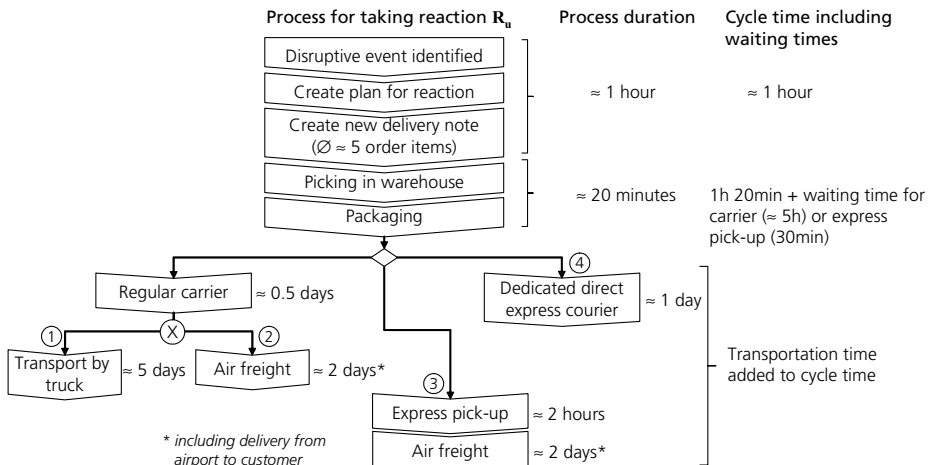 Process for taking reaction Rᵤ
Process duration
Cycle time including
waiting times
Disruptive event identified
Create plan for reaction
≈ 1 hour
≈ 1 hour
Create new delivery note
(Ø ≈ 5 order items)
Picking in warehouse
≈ 20 minutes
1h 20min + waiting time for
carrier (≈ 5h) or express
pick-up (30min)
Packaging
4
Regular carrier
≈ 0.5 days
Dedicated direct
express courier
≈ 1 day
1
X
2
Transport by
truck
≈ 5 days
Air freight
≈ 2 days*
Transportation time
added to cycle time
3
Express pick-up
≈ 2 hours
Air freight
≈ 2 days*
* including delivery from
airport to customer